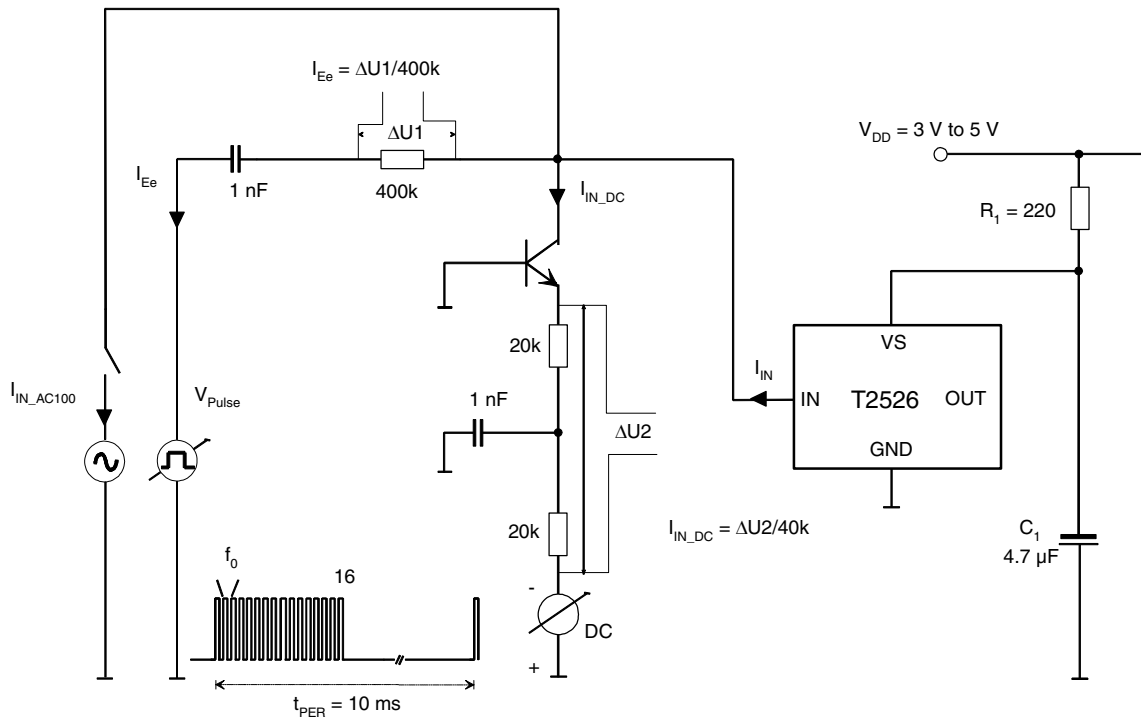 I_Ee = ΔU1/400k
ΔU1
V_DD = 3 V to 5 V
I_Ee
1 nF
400k
I_IN_DC
R_1 = 220
20k
VS
I_IN_AC100
V_Pulse
1 nF
I_IN
IN
T2526
OUT
ΔU2
GND
20k
I_IN_DC = ΔU2/40k
C_1
4.7 µF
f_0
16
-
DC
+
t_PER = 10 ms